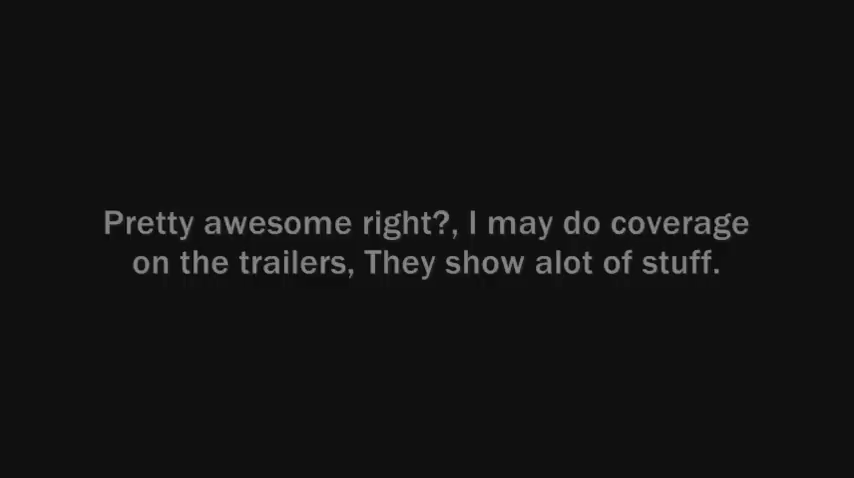 Pretty awesome right?, I may do coverage
on the trailers, They show alot of stuff.